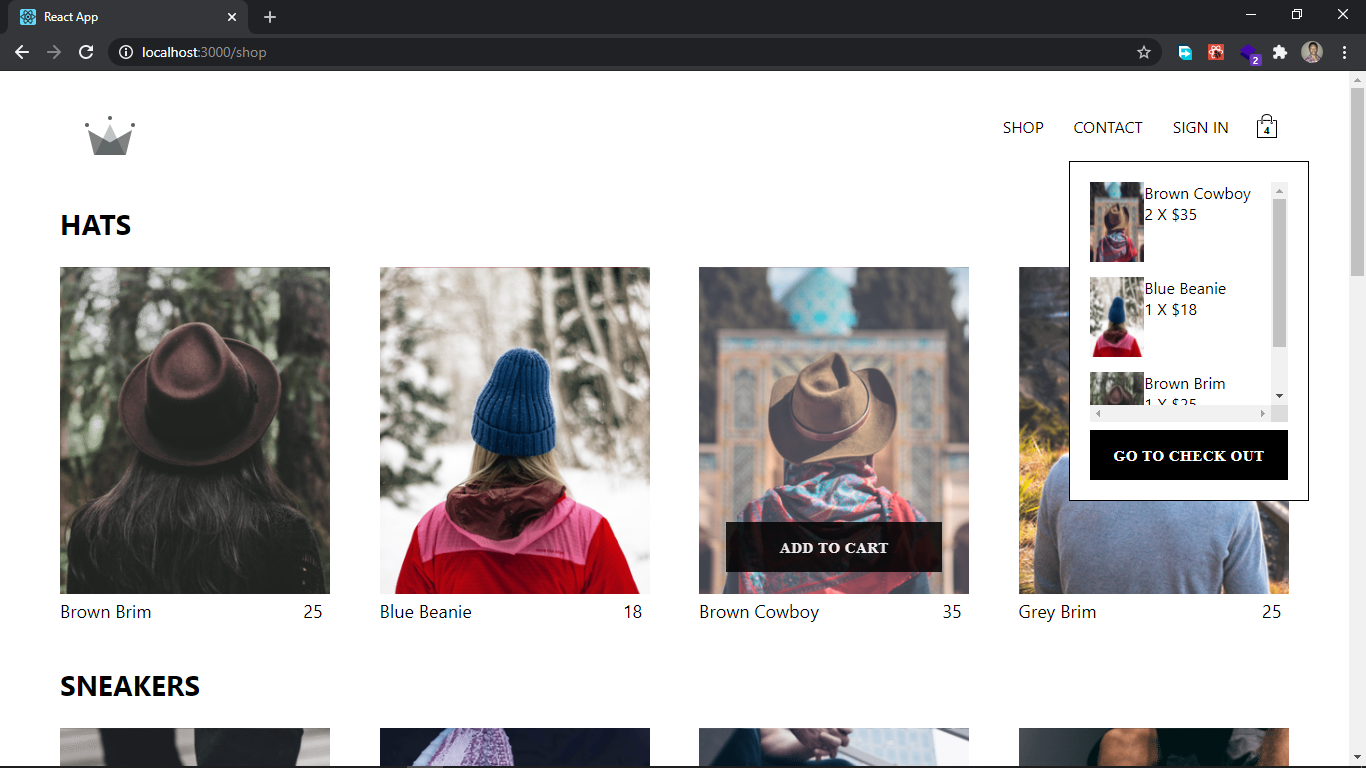 React App
localhost:3000/shop
2
SHOP CONTACT SIGN IN 4
Brown Cowboy
2 X $35
Blue Beanie
1 X $18
Brown Brim
1 X $25
GO TO CHECK OUT
HATS
ADD TO CART
Brown Brim 25
Blue Beanie 18
Brown Cowboy 35
Grey Brim 25
SNEAKERS